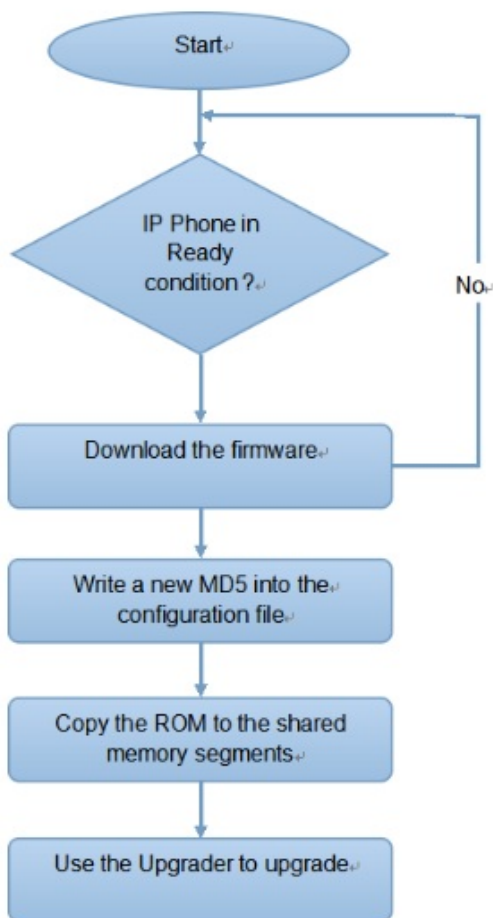 Start
IP Phone in
Ready
condition ?
No
Download the firmware
Write a new MD5 into the
configuration file
Copy the ROM to the shared
memory segments
Use the Upgrader to upgrade